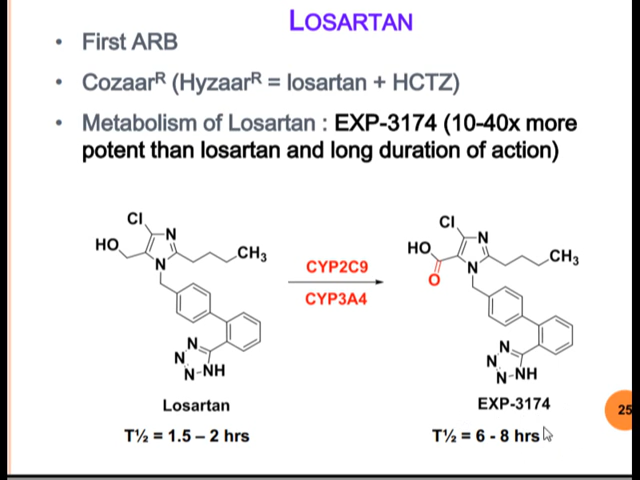 LOSARTAN
• First ARB
• Cozaarᴿ (Hyzaarᴿ = losartan + HCTZ)
• Metabolism of Losartan : EXP-3174 (10-40x more
potent than losartan and long duration of action)
Cl
N
HO
N
CH₃
N
N
N-NH
CYP2C9
CYP3A4
Cl
N
HO
O
N
CH₃
N
N
N-NH
Losartan
EXP-3174
25
T½ = 1.5 – 2 hrs
T½ = 6 - 8 hrs